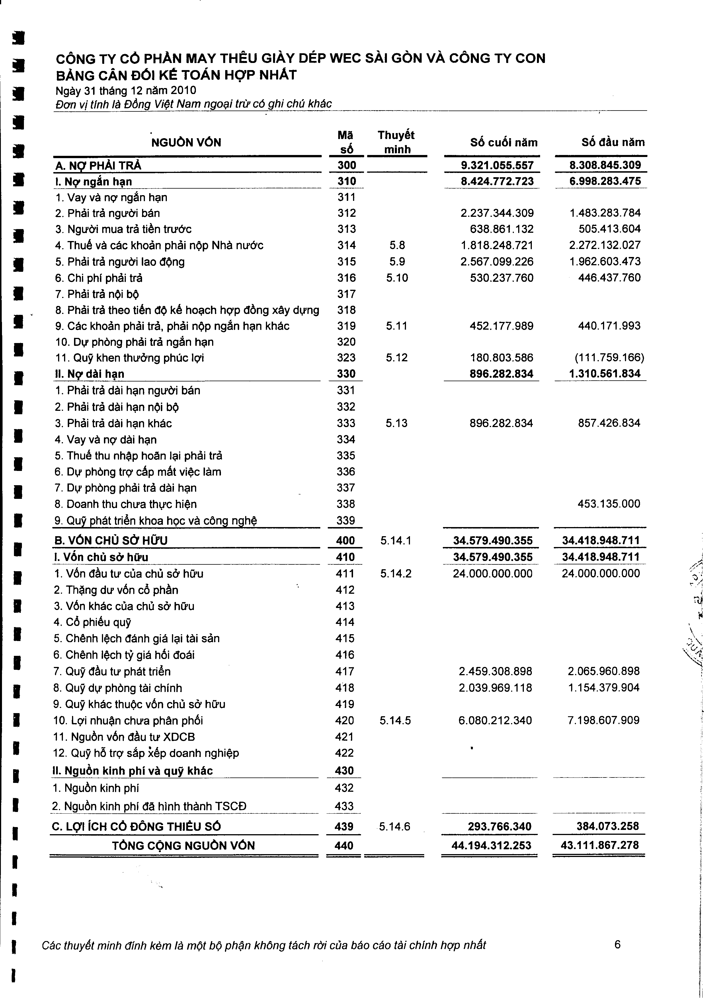 CÔNG TY CỔ PHẦN MAY THÊU GIÀY DÉP WEC SÀI GÒN VÀ CÔNG TY CON
BẢNG CÂN ĐỐI KẾ TOÁN HỢP NHẤT
Ngày 31 tháng 12 năm 2010
Đơn vị tính là Đồng Việt Nam ngoại trừ có ghi chú khác
NGUỒN VỐN Mã số Thuyết minh Số cuối năm Số đầu năm
A. NỢ PHẢI TRẢ 300 9.321.055.557 8.308.845.309
I. Nợ ngắn hạn 310 8.424.772.723 6.998.283.475
1. Vay và nợ ngắn hạn 311
2. Phải trả người bán 312 2.237.344.309 1.483.283.784
3. Người mua trả tiền trước 313 638.861.132 505.413.604
4. Thuế và các khoản phải nộp Nhà nước 314 5.8 1.818.248.721 2.272.132.027
5. Phải trả người lao động 315 5.9 2.567.099.226 1.962.603.473
6. Chi phí phải trả 316 5.10 530.237.760 446.437.760
7. Phải trả nội bộ 317
8. Phải trả theo tiến độ kế hoạch hợp đồng xây dựng 318
9. Các khoản phải trả, phải nộp ngắn hạn khác 319 5.11 452.177.989 440.171.993
10. Dự phòng phải trả ngắn hạn 320
11. Quỹ khen thưởng phúc lợi 323 5.12 180.803.586 (111.759.166)
II. Nợ dài hạn 330 896.282.834 1.310.561.834
1. Phải trả dài hạn người bán 331
2. Phải trả dài hạn nội bộ 332
3. Phải trả dài hạn khác 333 5.13 896.282.834 857.426.834
4. Vay và nợ dài hạn 334
5. Thuế thu nhập hoãn lại phải trả 335
6. Dự phòng trợ cấp mất việc làm 336
7. Dự phòng phải trả dài hạn 337
8. Doanh thu chưa thực hiện 338 453.135.000
9. Quỹ phát triển khoa học và công nghệ 339
B. VỐN CHỦ SỞ HỮU 400 5.14.1 34.579.490.355 34.418.948.711
I. Vốn chủ sở hữu 410 34.579.490.355 34.418.948.711
1. Vốn đầu tư của chủ sở hữu 411 5.14.2 24.000.000.000 24.000.000.000
2. Thặng dư vốn cổ phần 412
3. Vốn khác của chủ sở hữu 413
4. Cổ phiếu quỹ 414
5. Chênh lệch đánh giá lại tài sản 415
6. Chênh lệch tỷ giá hối đoái 416
7. Quỹ đầu tư phát triển 417 2.459.308.898 2.065.960.898
8. Quỹ dự phòng tài chính 418 2.039.969.118 1.154.379.904
9. Quỹ khác thuộc vốn chủ sở hữu 419
10. Lợi nhuận chưa phân phối 420 5.14.5 6.080.212.340 7.198.607.909
11. Nguồn vốn đầu tư XDCB 421
12. Quỹ hỗ trợ sắp xếp doanh nghiệp 422
II. Nguồn kinh phí và quỹ khác 430
1. Nguồn kinh phí 432
2. Nguồn kinh phí đã hình thành TSCĐ 433
C. LỢI ÍCH CỔ ĐÔNG THIỂU SỐ 439 5.14.6 293.766.340 384.073.258
TỔNG CỘNG NGUỒN VỐN 440 44.194.312.253 43.111.867.278
Các thuyết minh đính kèm là một bộ phận không tách rời của báo cáo tài chính hợp nhất 6